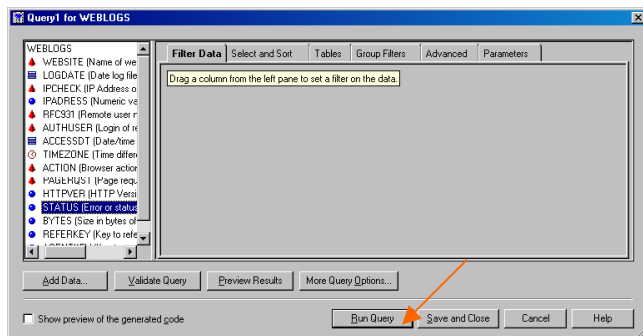 Query1 for WEBLOGS
WEBLOGS
WEBSITE (Name of we
LOGDATE (Date log file
IPCHECK (IP Address o
IPADRESS (Numeric va
RFC931 (Remote user r
AUTHUSER (Login of re
ACCESSDT (Date/time
TIMEZONE (Time differe
ACTION (Browser action
PAGERQST (Page requ
HTTPVER (HTTP Versi
STATUS (Error or status
BYTES (Size in bytes of
REFERKEY (Key to refe
Filter Data Select and Sort Tables Group Filters Advanced Parameters
Drag a column from the left pane to set a filter on the data.
Add Data... Validate Query Preview Results More Query Options...
Show preview of the generated code
Run Query Save and Close Cancel Help